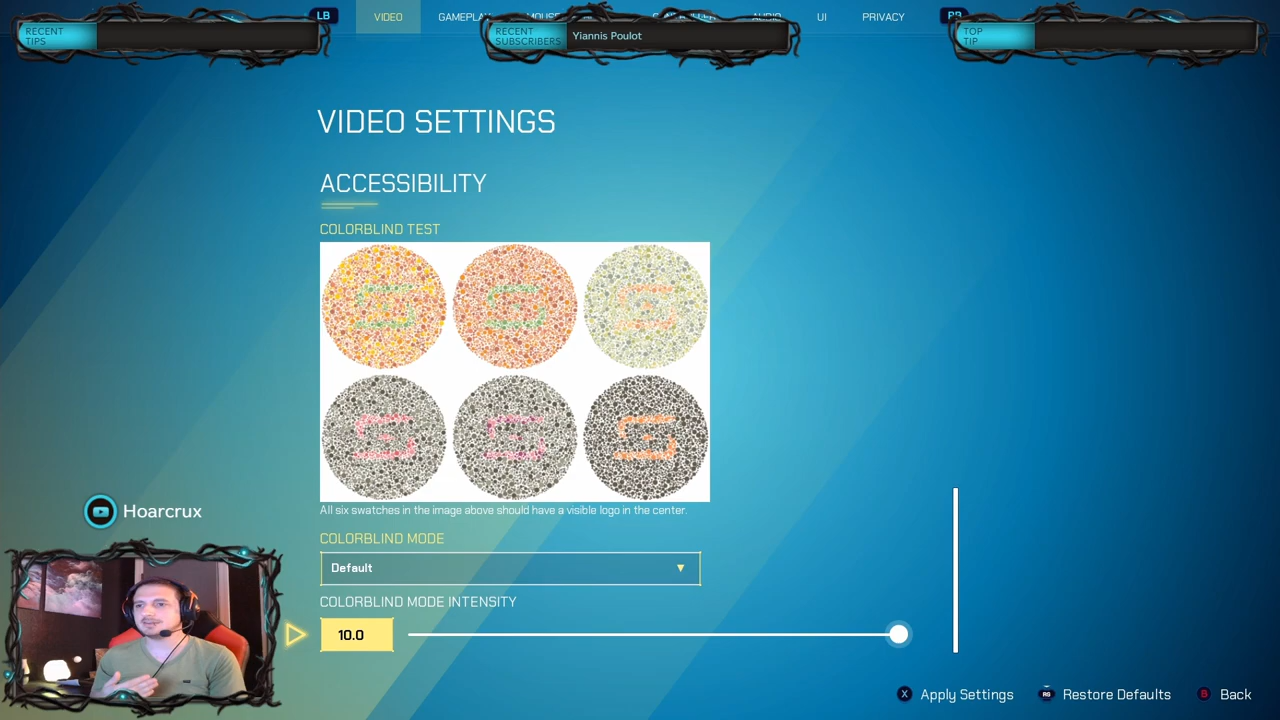 LB
VIDEO
GAMEPLAY
AUDIO
UI
PRIVACY
RECENT
TIPS
RECENT
SUBSCRIBERS
Yiannis Poulot
TOP
TIP
VIDEO SETTINGS
ACCESSIBILITY
COLORBLIND TEST
All six swatches in the image above should have a visible logo in the center.
COLORBLIND MODE
Default
COLORBLIND MODE INTENSITY
10.0
Hoarcrux
X Apply Settings
RS Restore Defaults
B Back